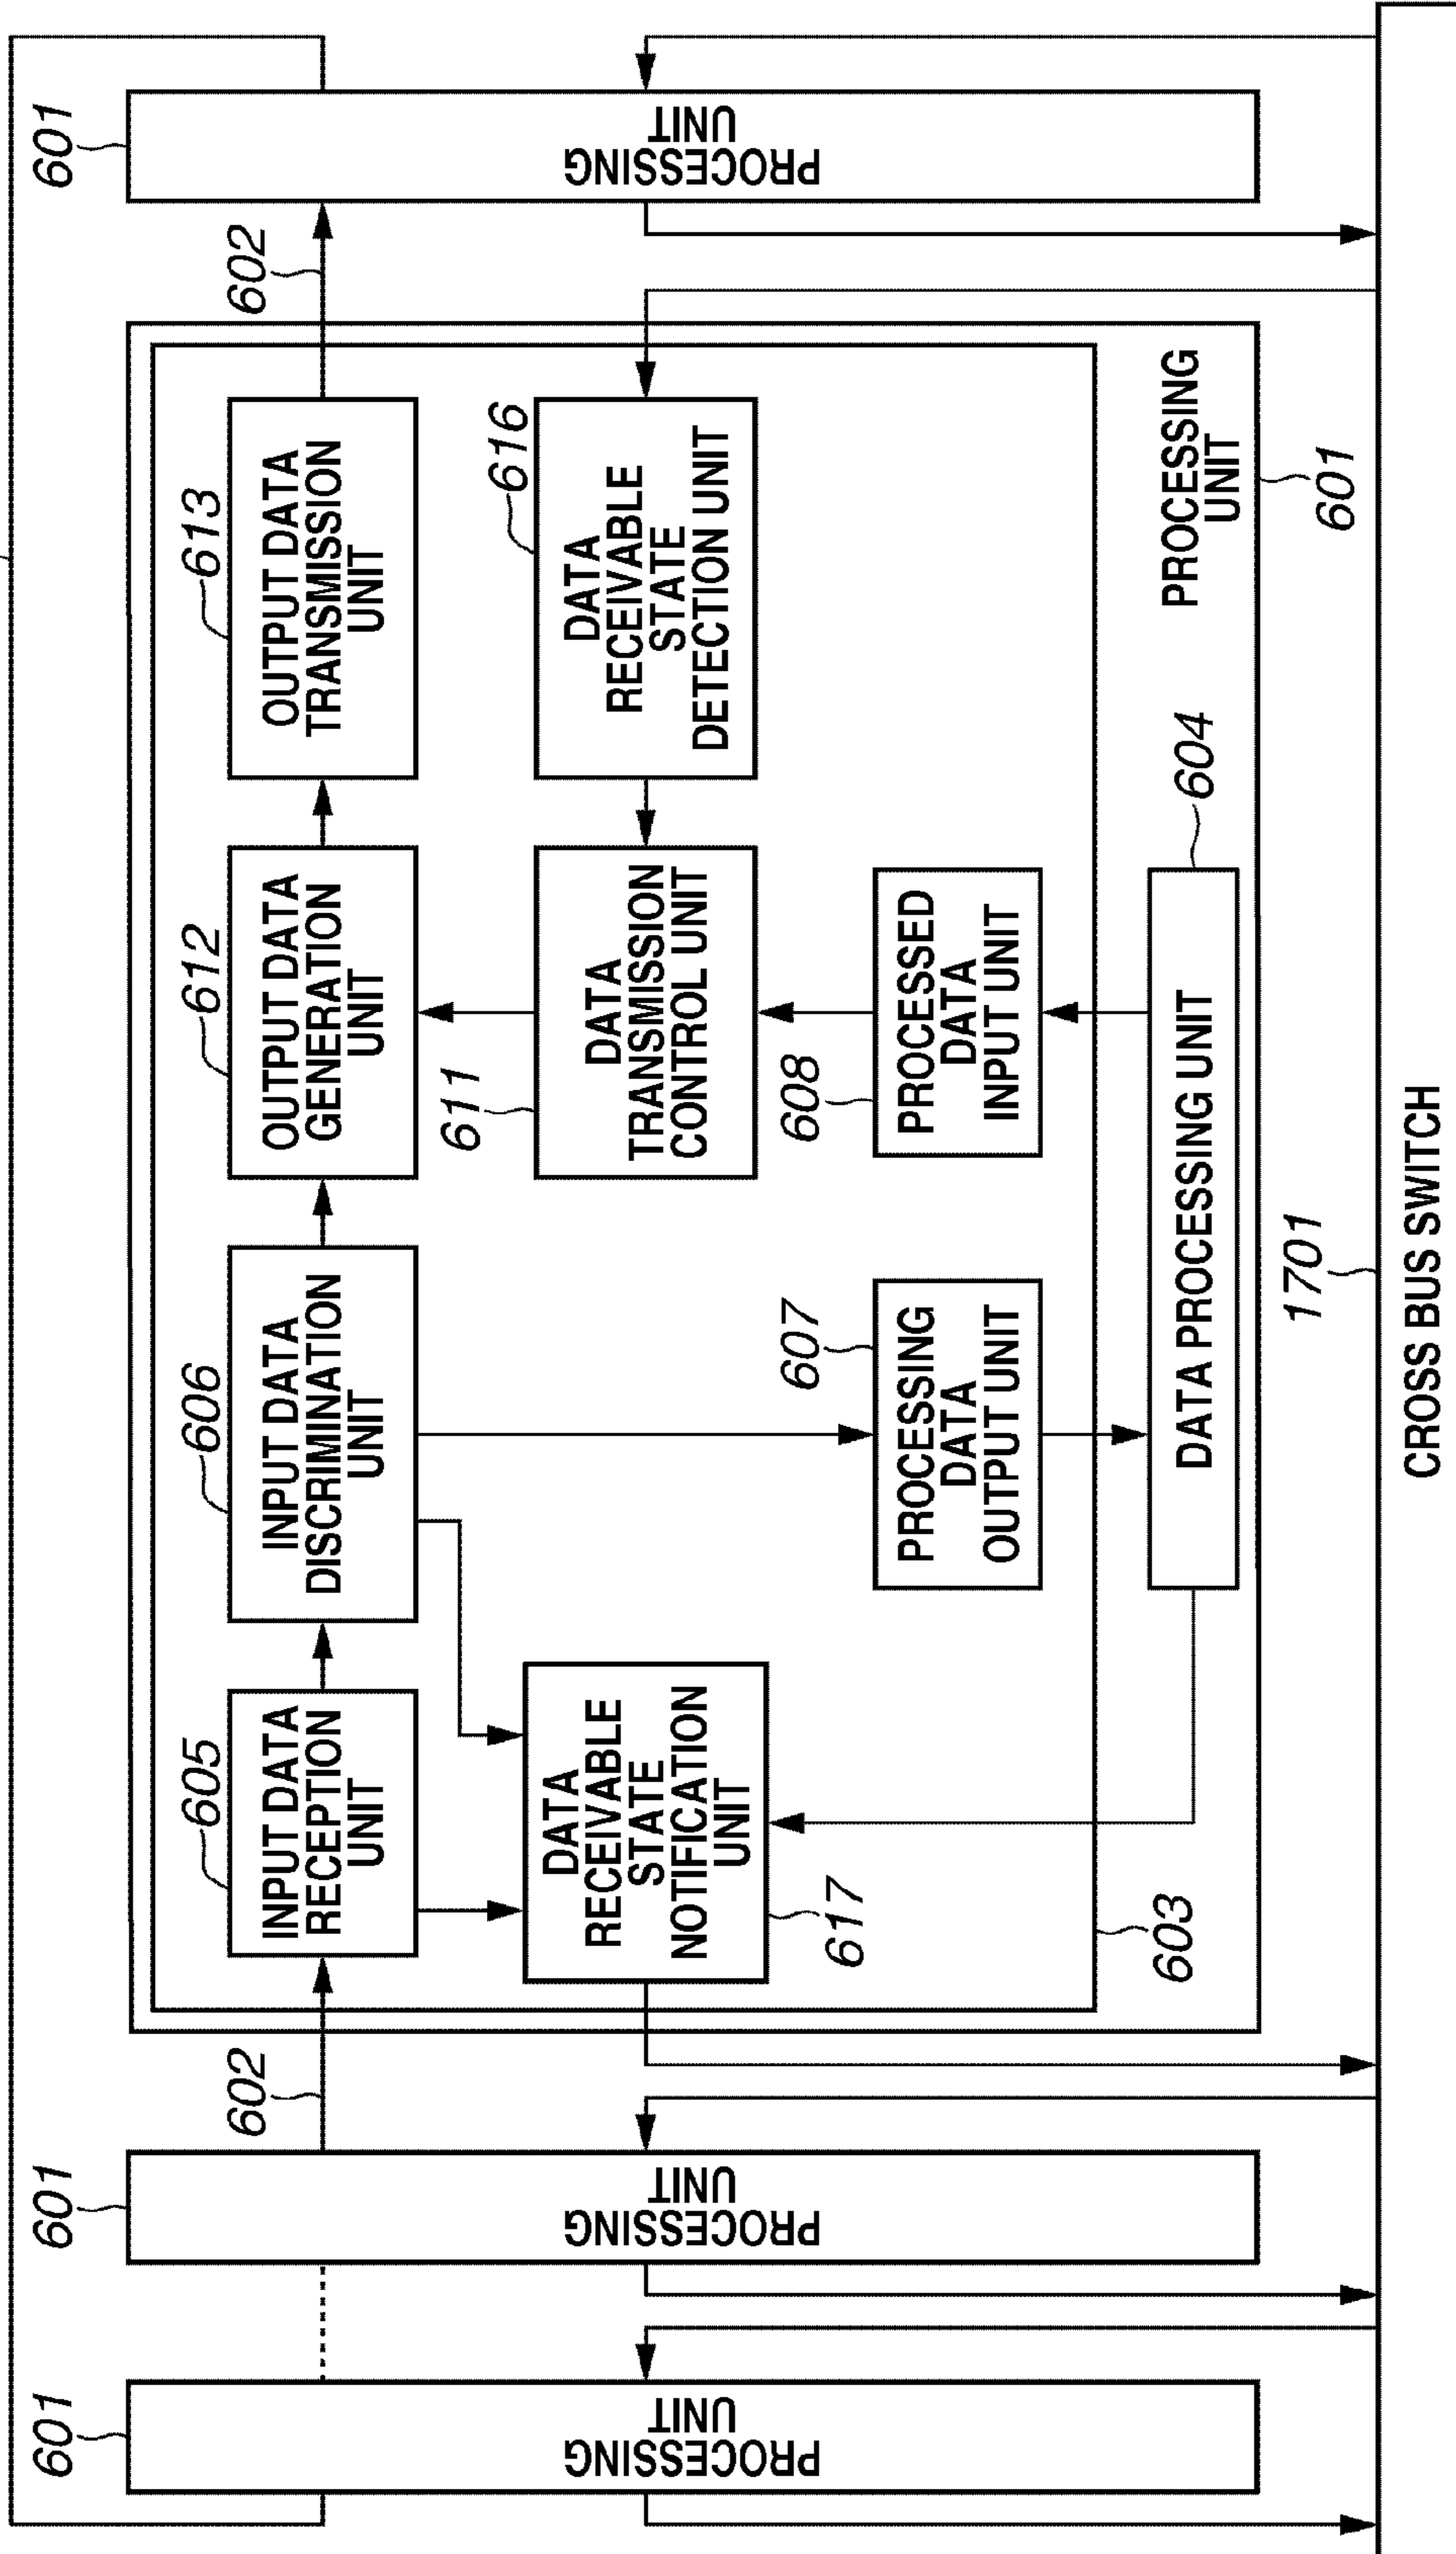 601
601
602
605
INPUT DATA
RECEPTION
UNIT
606
INPUT DATA
DISCRIMINATION
UNIT
612
OUTPUT DATA
GENERATION
UNIT
613
OUTPUT DATA
TRANSMISSION
UNIT
602
601
PROCESSING
UNIT
PROCESSING
UNIT
DATA
RECEIVABLE
STATE
NOTIFICATION
UNIT
617
611
DATA
TRANSMISSION
CONTROL UNIT
616
DATA
RECEIVABLE
STATE
DETECTION UNIT
PROCESSING
UNIT
607
PROCESSING
DATA
OUTPUT UNIT
608
PROCESSED
DATA
INPUT UNIT
603
DATA PROCESSING UNIT
604
PROCESSING
UNIT
601
1701
CROSS BUS SWITCH